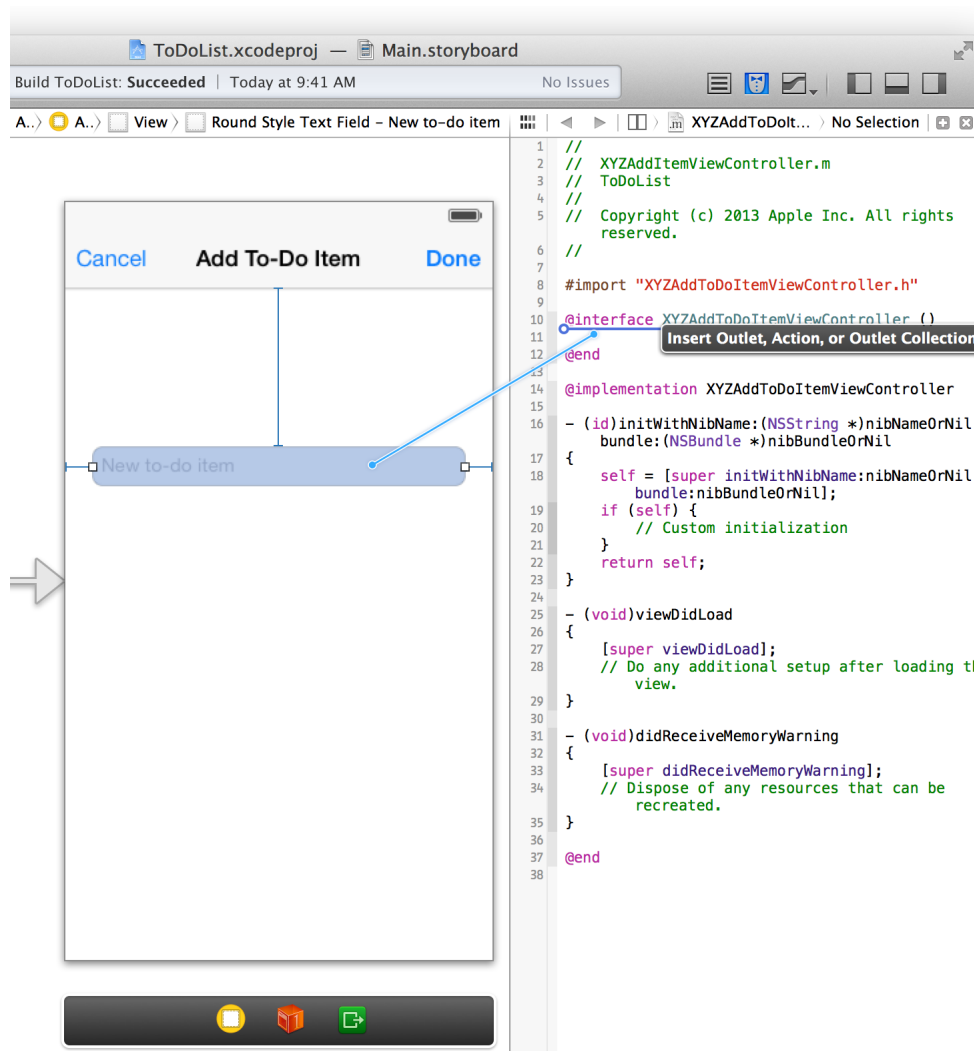 ToDoList.xcodeproj — Main.storyboard
Build ToDoList: Succeeded | Today at 9:41 AM No Issues
A..〉 A..〉 View 〉 Round Style Text Field – New to-do item
XYZAddToDoIt... 〉 No Selection
Cancel Add To-Do Item Done
New to-do item
1 //
2 //  XYZAddItemViewController.m
3 //  ToDoList
4 //
5 //  Copyright (c) 2013 Apple Inc. All rights
reserved.
6 //
7
8 #import "XYZAddToDoItemViewController.h"
9
10 @interface XYZAddToDoItemViewController ()
Insert Outlet, Action, or Outlet Collection
11
12 @end
13
14 @implementation XYZAddToDoItemViewController
15
16 – (id)initWithNibName:(NSString *)nibNameOrNil
bundle:(NSBundle *)nibBundleOrNil
17 {
18     self = [super initWithNibName:nibNameOrNil
bundle:nibBundleOrNil];
19     if (self) {
20         // Custom initialization
21     }
22     return self;
23 }
24
25 – (void)viewDidLoad
26 {
27     [super viewDidLoad];
28     // Do any additional setup after loading th
view.
29 }
30
31 – (void)didReceiveMemoryWarning
32 {
33     [super didReceiveMemoryWarning];
34     // Dispose of any resources that can be
recreated.
35 }
36
37 @end
38